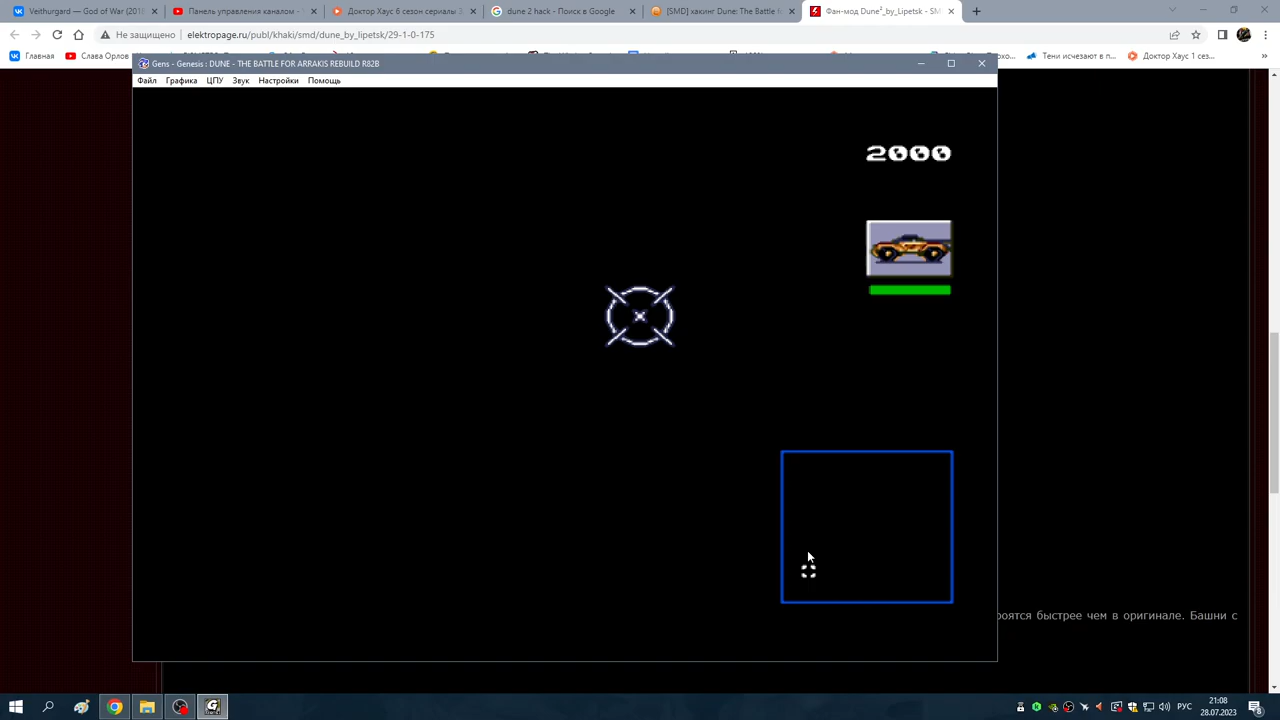 Veithurgard — God of War (2018
Панель управления каналом - Y
Доктор Хаус 6 сезон сериалы 3
dune 2 hack - Поиск в Google
[SMD] хакинг Dune: The Battle f
Фан-мод Dune²_by_Lipetsk - SM
Не защищено
elektropage.ru/publ/khaki/smd/dune_by_lipetsk/29-1-0-175
Главная
Слава Орлов
Тени исчезают в п...
Доктор Хаус 1 сез...
Gens - Genesis : DUNE - THE BATTLE FOR ARRAKIS REBUILD R82B
Файл Графика ЦПУ Звук Настройки Помощь
2000
роятся быстрее чем в оригинале. Башни с
РУС
21:08
28.07.2023
8